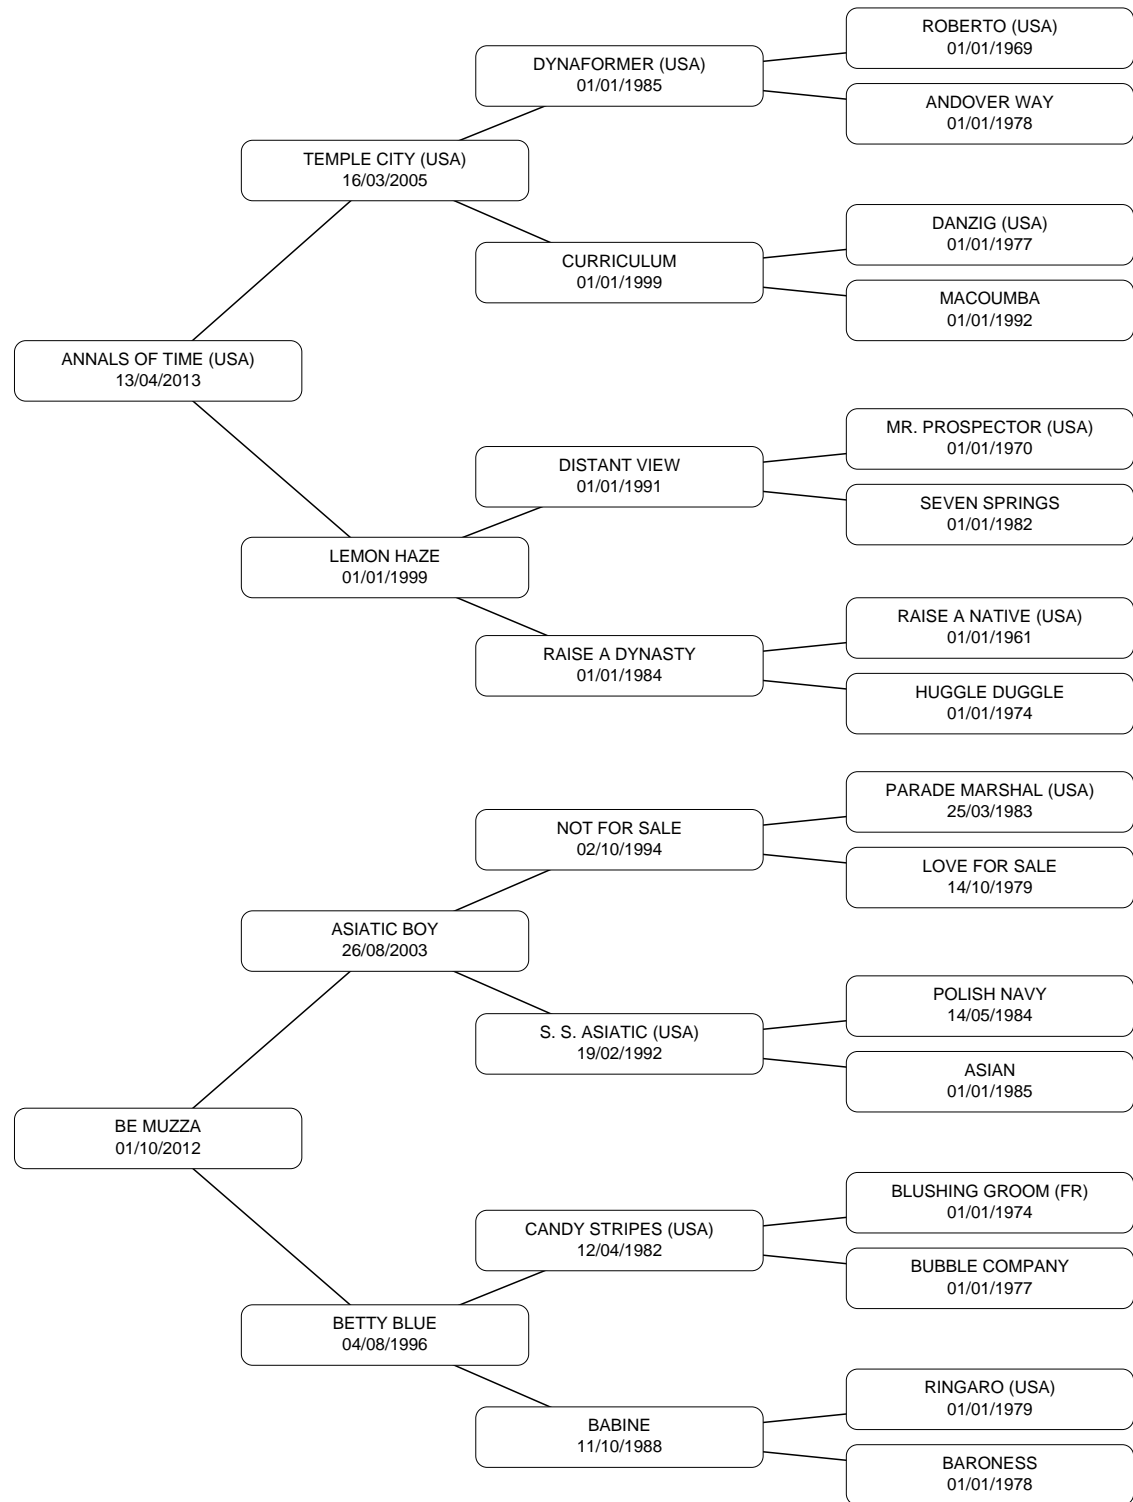 ROBERTO (USA)
01/01/1969
DYNAFORMER (USA)
01/01/1985
ANDOVER WAY
01/01/1978
TEMPLE CITY (USA)
16/03/2005
DANZIG (USA)
01/01/1977
CURRICULUM
01/01/1999
MACOUMBA
01/01/1992
ANNALS OF TIME (USA)
13/04/2013
MR. PROSPECTOR (USA)
01/01/1970
DISTANT VIEW
01/01/1991
SEVEN SPRINGS
01/01/1982
LEMON HAZE
01/01/1999
RAISE A NATIVE (USA)
01/01/1961
RAISE A DYNASTY
01/01/1984
HUGGLE DUGGLE
01/01/1974
PARADE MARSHAL (USA)
25/03/1983
NOT FOR SALE
02/10/1994
LOVE FOR SALE
14/10/1979
ASIATIC BOY
26/08/2003
POLISH NAVY
14/05/1984
S. S. ASIATIC (USA)
19/02/1992
ASIAN
01/01/1985
BE MUZZA
01/10/2012
BLUSHING GROOM (FR)
01/01/1974
CANDY STRIPES (USA)
12/04/1982
BUBBLE COMPANY
01/01/1977
BETTY BLUE
04/08/1996
RINGARO (USA)
01/01/1979
BABINE
11/10/1988
BARONESS
01/01/1978